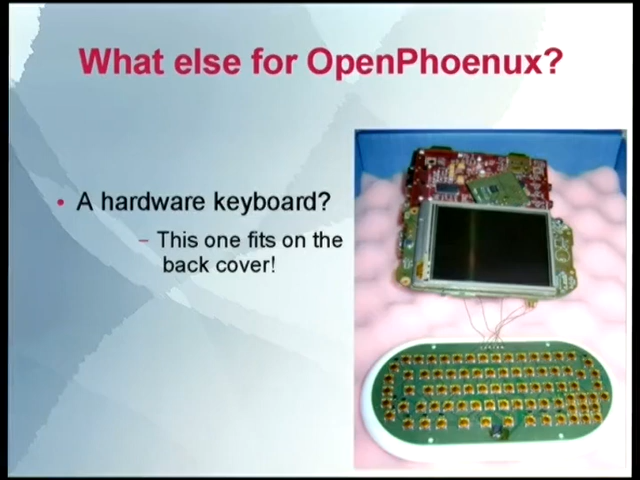 What else for OpenPhoenux?
• A hardware keyboard?
– This one fits on the
back cover!